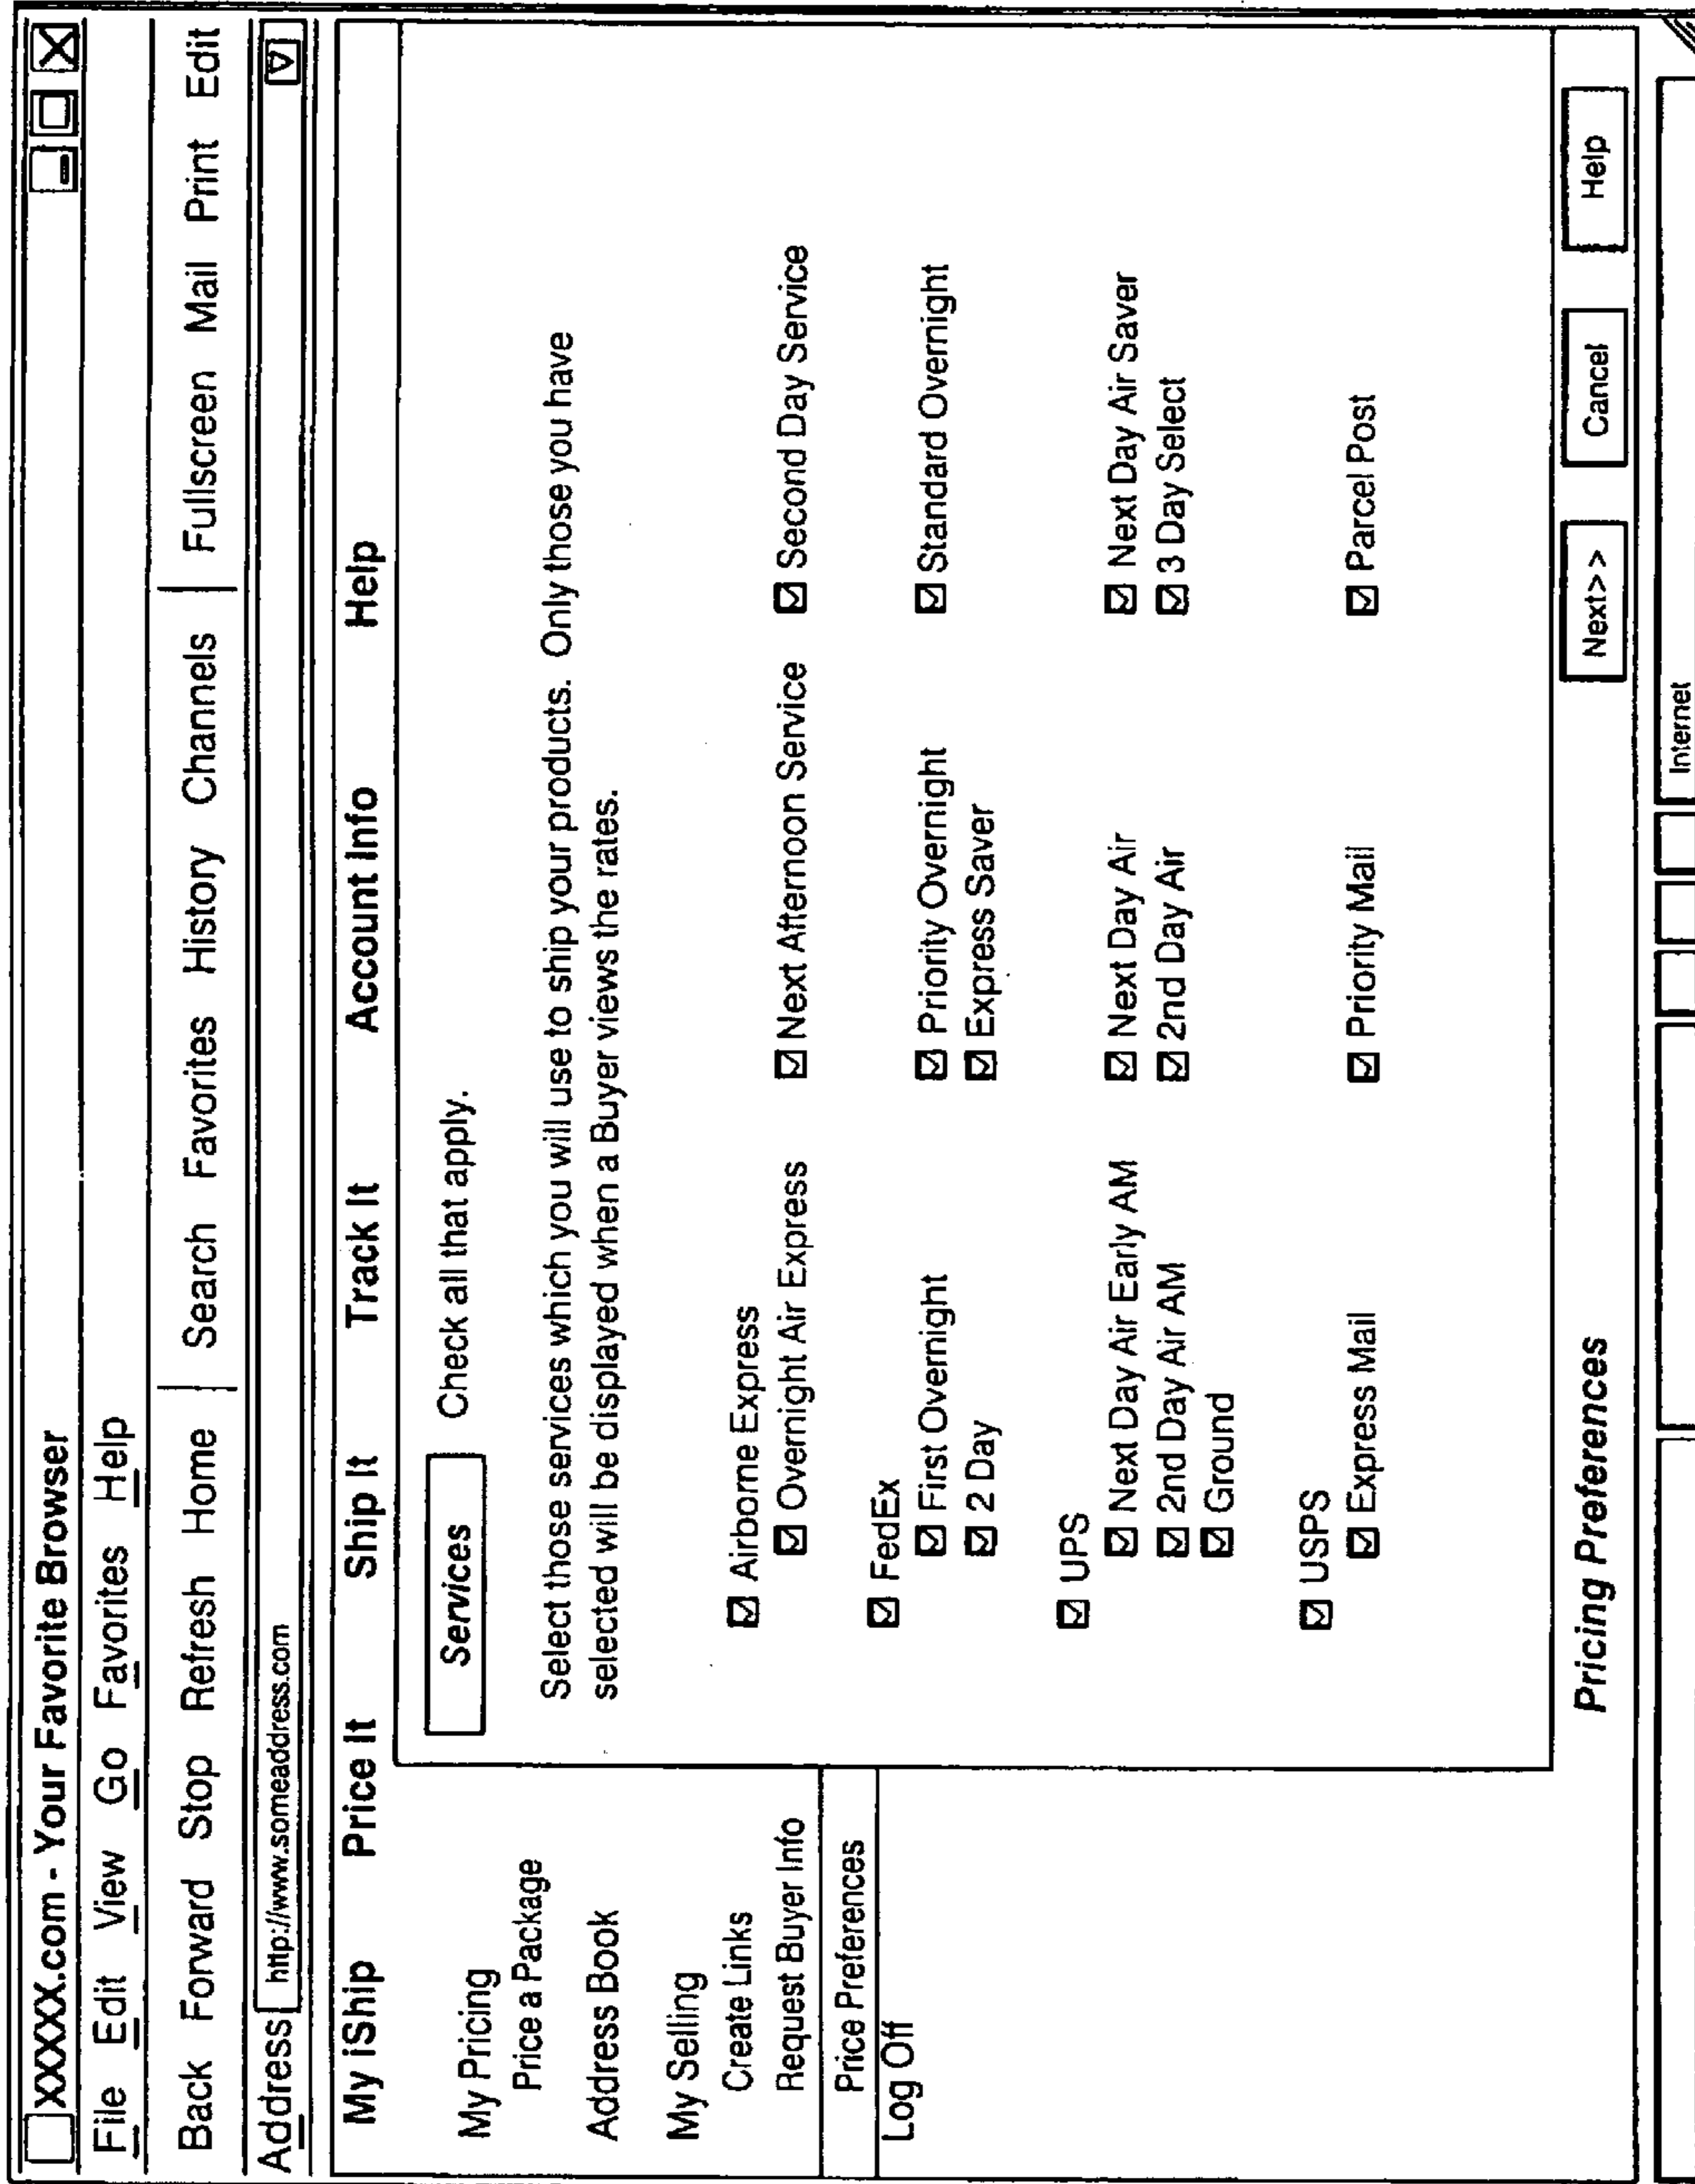 XXXXX.com - Your Favorite Browser
File Edit View Go Favorites Help
Back Forward Stop Refresh Home Search Favorites History Channels Fullscreen Mail Print Edit
Address http://www.someaddress.com
My iShip Price It Ship It Track It Account Info Help
My Pricing
Price a Package
Address Book
My Selling
Create Links
Request Buyer Info
Price Preferences
Log Off
Services Check all that apply.
Select those services which you will use to ship your products. Only those you have
selected will be displayed when a Buyer views the rates.
Airborne Express
Overnight Air Express Next Afternoon Service Second Day Service
FedEx
First Overnight Priority Overnight Standard Overnight
2 Day Express Saver
UPS
Next Day Air Early AM Next Day Air Next Day Air Saver
2nd Day Air AM 2nd Day Air 3 Day Select
Ground
USPS
Express Mail Priority Mail Parcel Post
Pricing Preferences Next>> Cancel Help
Internet